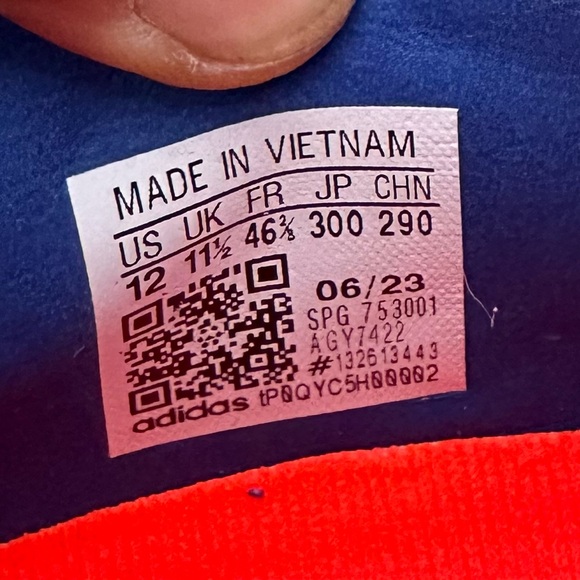 MADE IN VIETNAM
US UK FR JP CHN
12 11½ 46⅔ 300 290
06/23
SPG 753001
AGY7422
#132613443
adidas tP0QYC5H00002